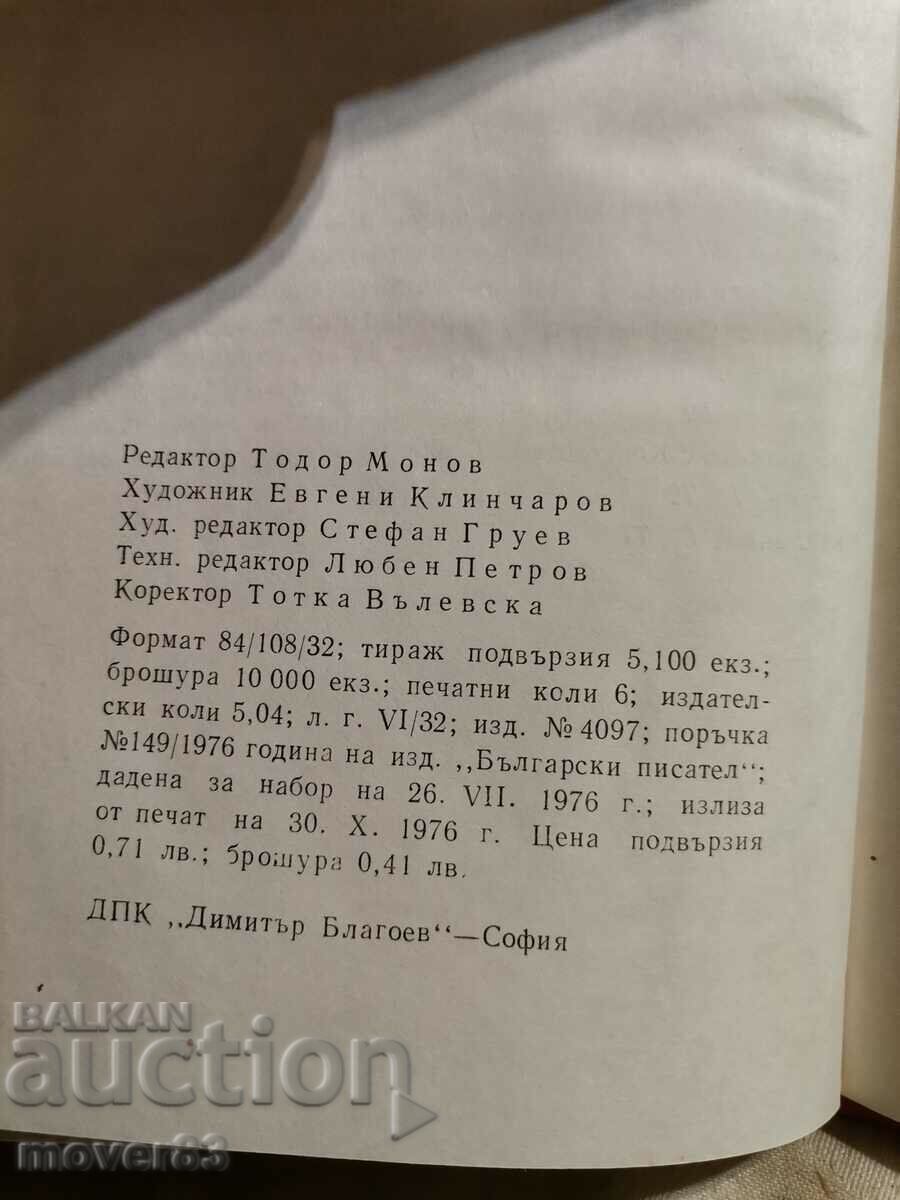 Редактор Тодор Монов
Художник Евгени Клинчаров
Худ. редактор Стефан Груев
Техн. редактор Любен Петров
Коректор Тотка Вълевска
Формат 84/108/32; тираж подвързия 5,100 екз.;
брошура 10 000 екз.; печатни коли 6; издател-
ски коли 5,04; л. г. VI/32; изд. № 4097; поръчка
№149/1976 година на изд. „Български писател“;
дадена за набор на 26. VII. 1976 г.; излиза
от печат на 30. X. 1976 г. Цена подвързия
0,71 лв.; брошура 0,41 лв.
ДПК „Димитър Благоев“—София
BALKAN
auction
mover83